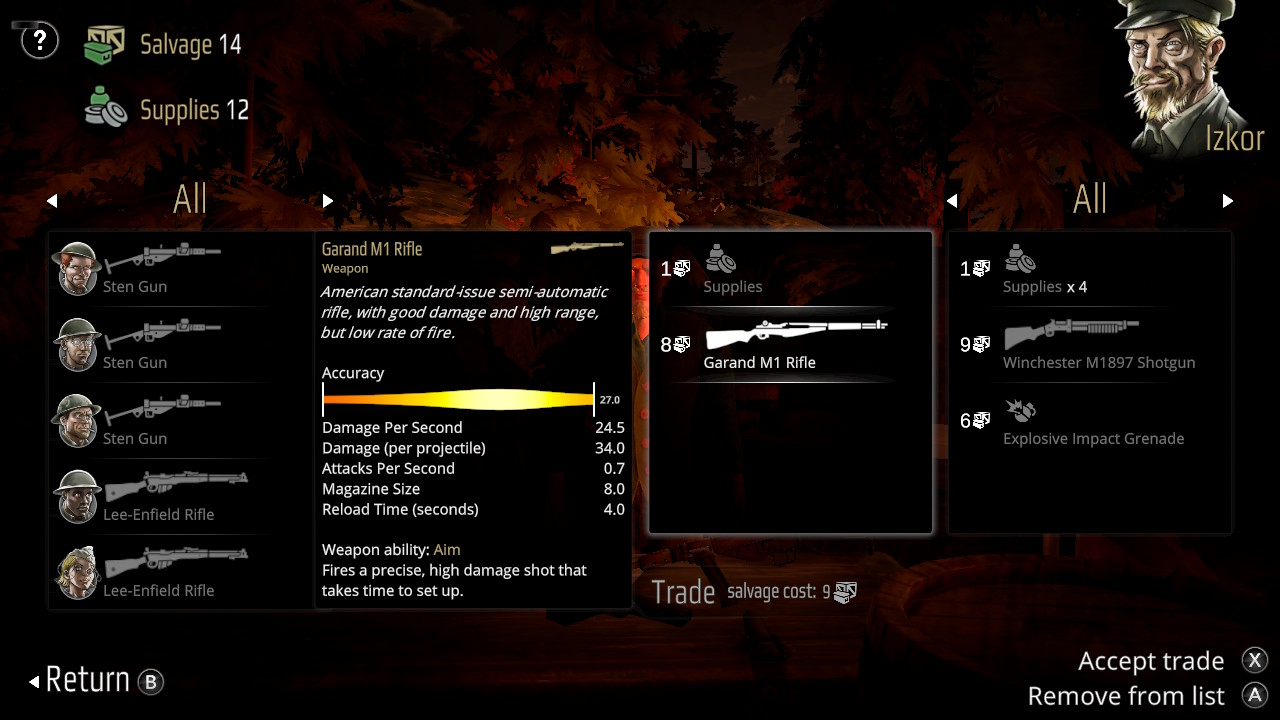 ?
Salvage 14
Supplies 12
Izkor
All
All
Sten Gun
Sten Gun
Sten Gun
Lee-Enfield Rifle
Lee-Enfield Rifle
Garand M1 Rifle
Weapon
American standard-issue semi-automatic
rifle, with good damage and high range,
but low rate of fire.
Accuracy
27.0
Damage Per Second 24.5
Damage (per projectile) 34.0
Attacks Per Second 0.7
Magazine Size 8.0
Reload Time (seconds) 4.0
Weapon ability: Aim
Fires a precise, high damage shot that
takes time to set up.
1
Supplies
8
Garand M1 Rifle
Trade salvage cost: 9
1
Supplies x 4
9
Winchester M1897 Shotgun
6
Explosive Impact Grenade
Return B
Accept trade X
Remove from list A